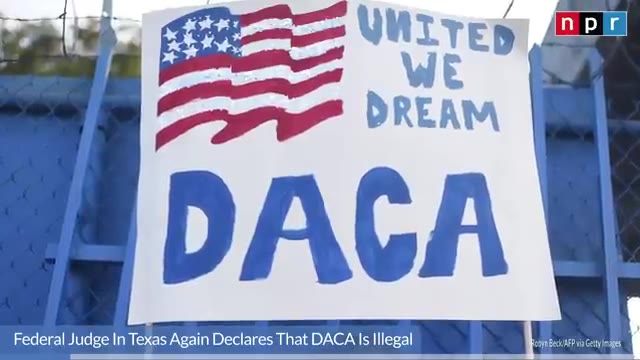 npr
UNITED
WE
DREAM
DACA
Federal Judge In Texas Again Declares That DACA Is Illegal
Robyn Beck/AFP via Getty Images